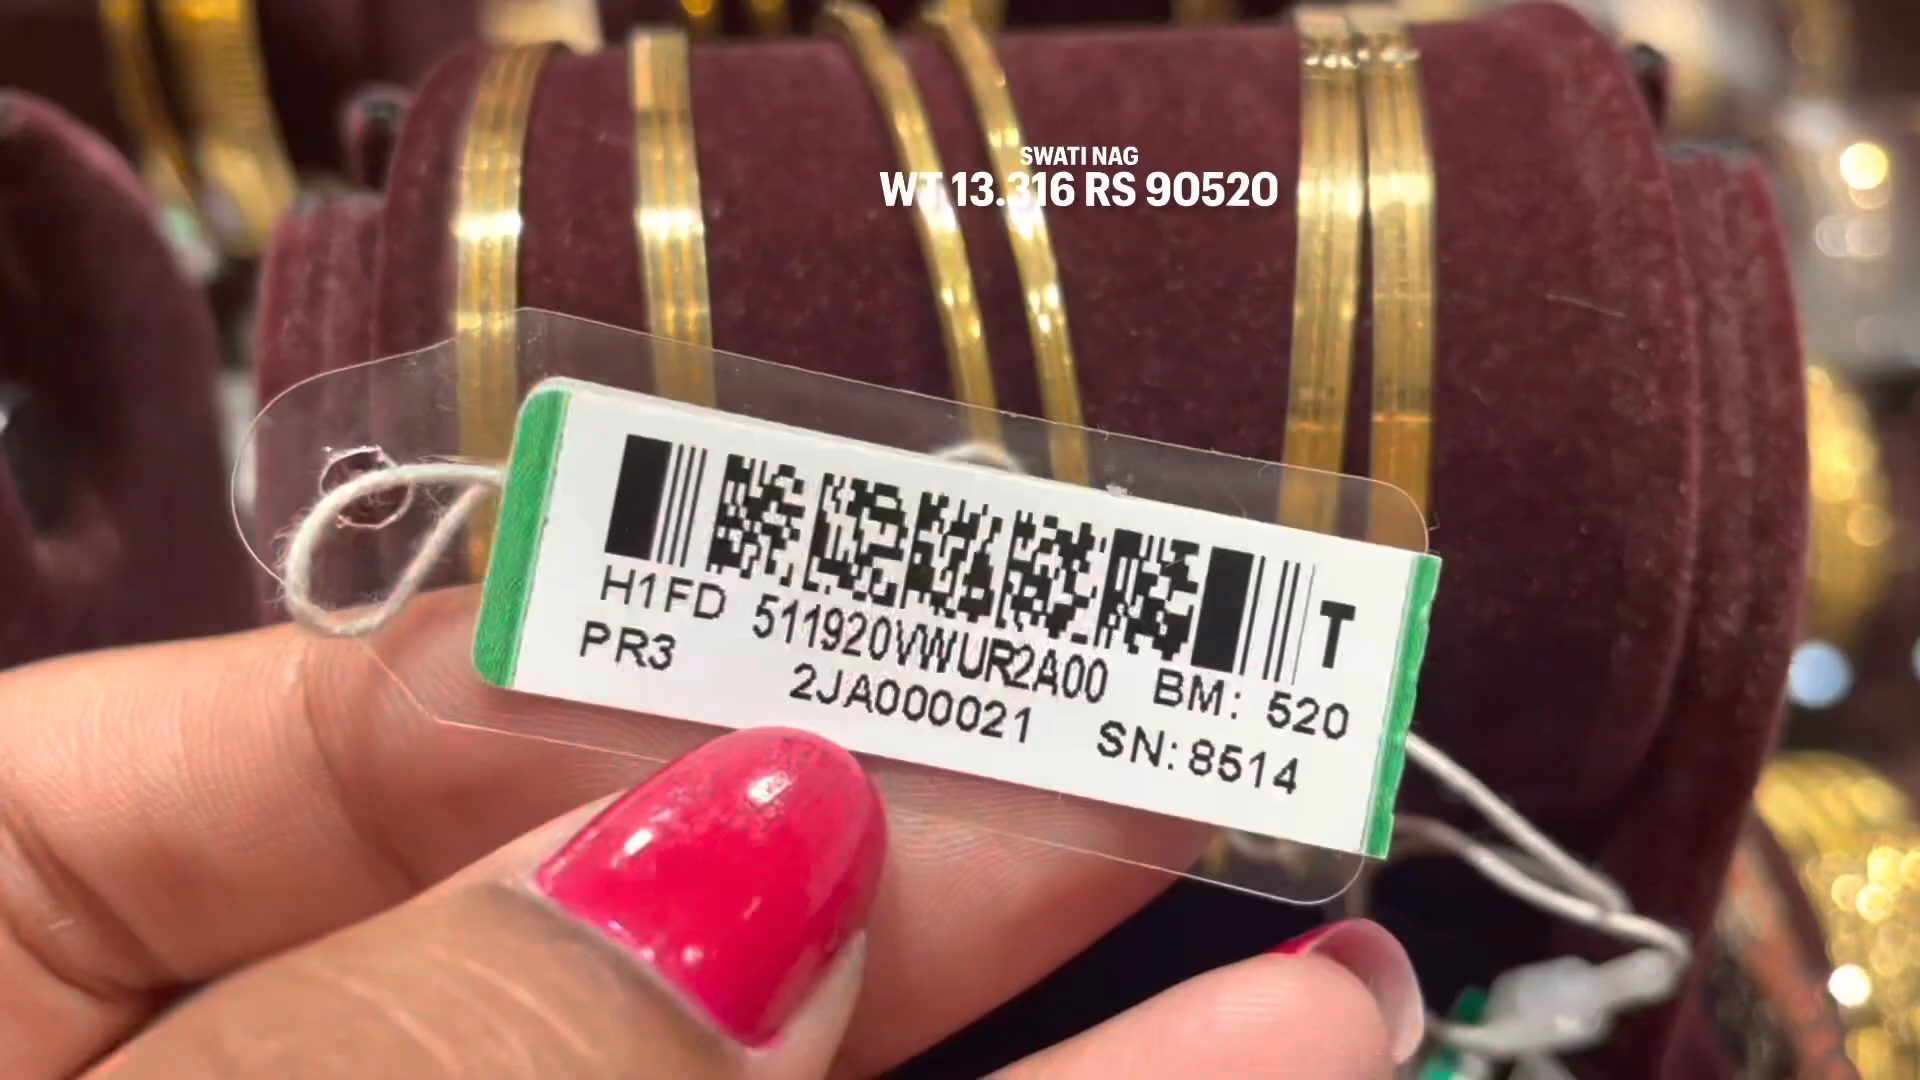 SWATI NAG
WT 13.316 RS 90520
T
H1FD 511920VWUR2A00 BM: 520
PR3 2JA000021 SN:8514